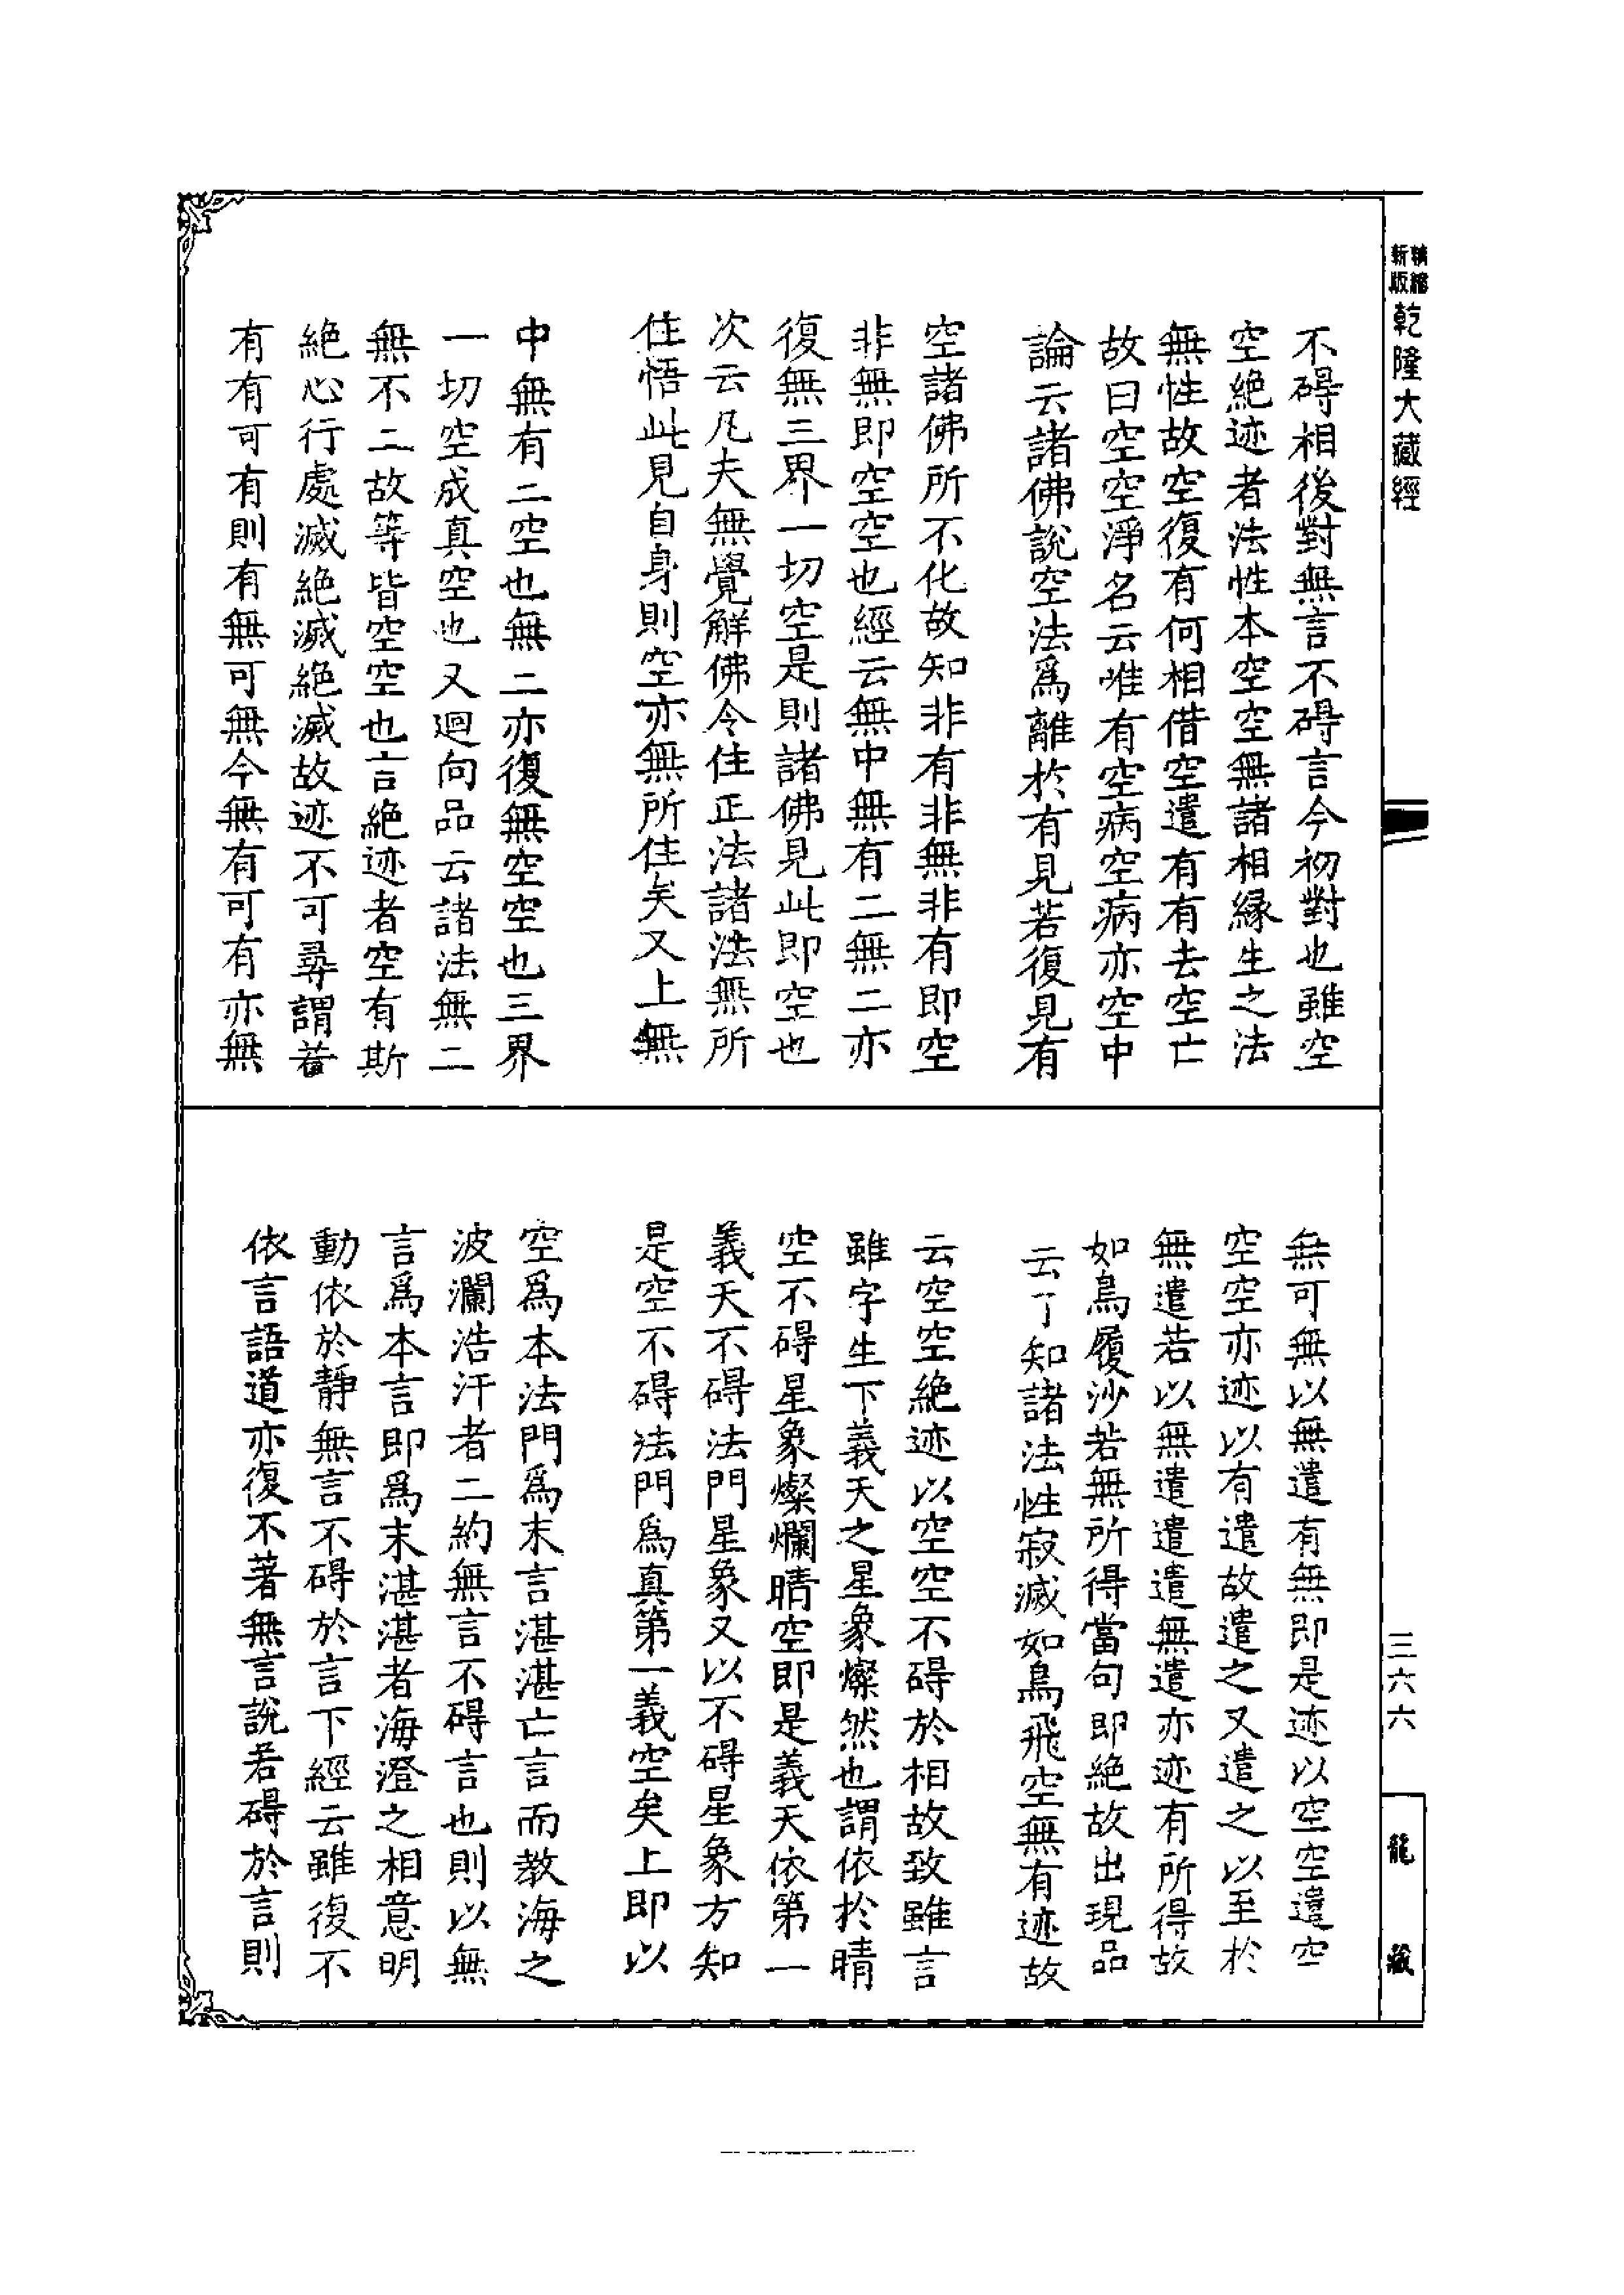 精縮
新版
乾隆大藏經
不碍相後對無言不碍言今初對也雖空
空絶迹者法性本空空無諸相緣生之法
無性故空復有何相借空遣有有去空亡
故曰空空淨名云唯有空病空病亦空中
論云諸佛說空法爲離於有見若復見有
空諸佛所不化故知非有非無非有即空
非無即空空也經云無中無有二無二亦
復無三界一切空是則諸佛見此即空也
次云凡夫無覺解佛令住正法諸法無所
住悟此見自身則空亦無所住矣又上無
中無有二空也無二亦復無空空也三界
一切空成真空也又迴向品云諸法無二
無不二故等皆空空也言絶迹者空有斯
絶心行處滅絶滅絶滅故迹不可尋謂若
有有可有則有無可無今無有可有亦無
無可無以無遣有無即是迹以空空遣空
空空亦迹以有遣故遣之又遣之以至於
無遣若以無遣遣遣無遣亦迹有所得故
如鳥履沙若無所得當句即絶故出現品
云了知諸法性寂滅如鳥飛空無有迹故
云空空絶迹以空空不碍於相故致雖言
雖字生下義天之星象燦然也謂依於晴
空不碍星象燦爛晴空即是義天依第一
義天不碍法門星象又以不碍星象方知
是空不碍法門爲真第一義空矣上即以
空爲本法門爲末言湛湛亡言而教海之
波瀾浩汗者二約無言不碍言也則以無
言爲本言即爲末湛湛者海澄之相意明
動依於靜無言不碍於言下經云雖復不
依言語道亦復不著無言說若碍於言則
三六六
龍藏